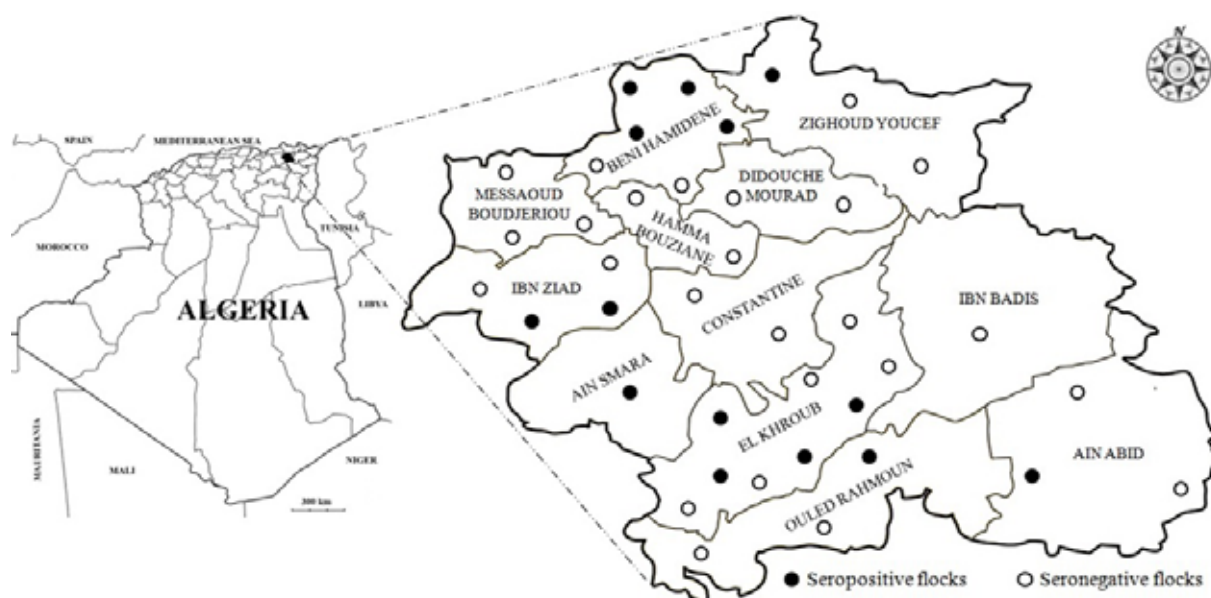 N
SPAIN
MEDITERRANEAN SEA
MOROCCO
TUNISIA
LIBYA
ALGERIA
MAURITANIA
MALI
NIGER
300 km
BENI HAMIDENE
ZIGHOUD YOUCEF
MESSAOUD
BOUDJERIOU
DIDOUCHE
MOURAD
HAMMA
BOUZIANE
IBN ZIAD
CONSTANTINE
IBN BADIS
AIN SMARA
EL KHROUB
AIN ABID
OULED RAHMOUN
Seropositive flocks
Seronegative flocks